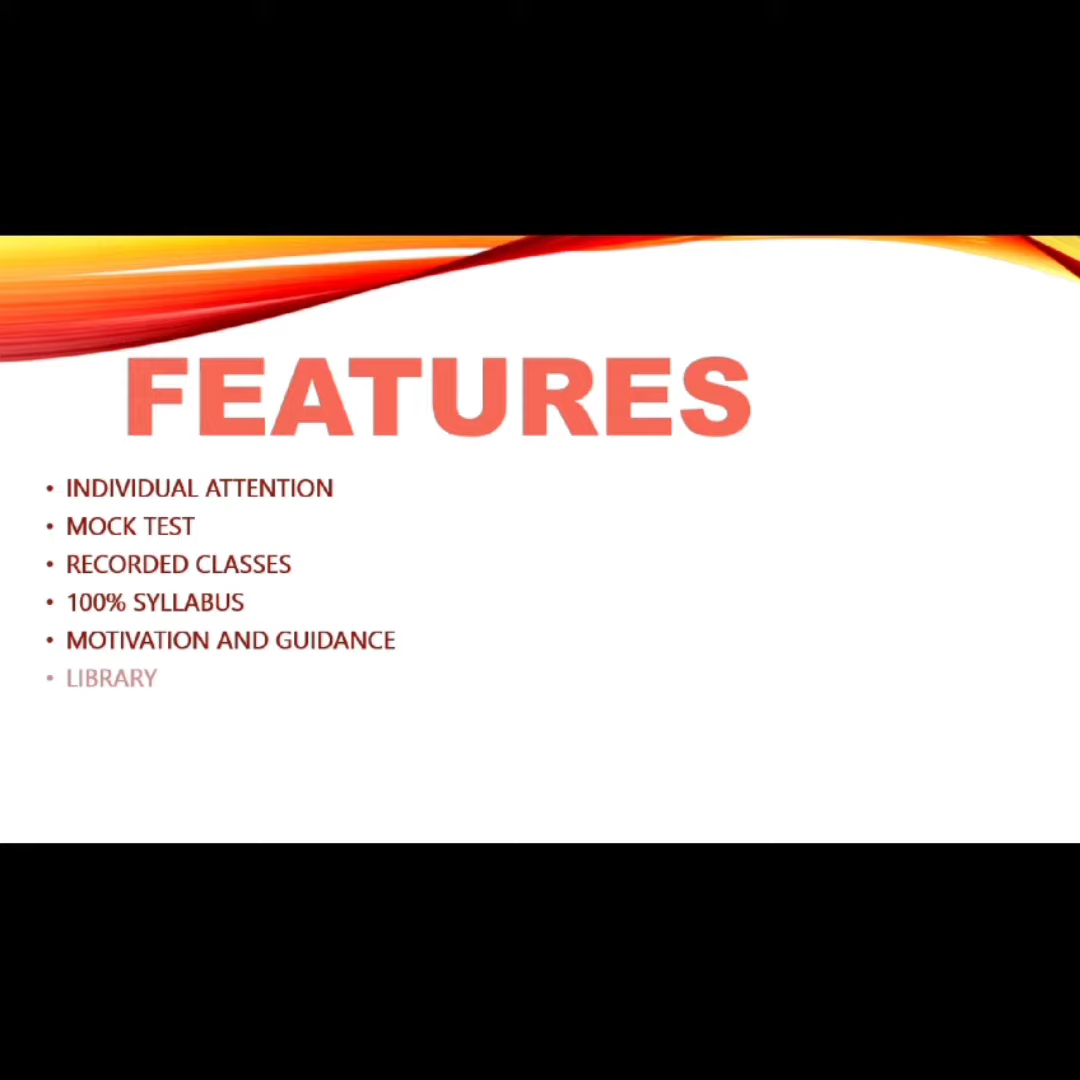 FEATURES
• INDIVIDUAL ATTENTION
• MOCK TEST
• RECORDED CLASSES
• 100% SYLLABUS
• MOTIVATION AND GUIDANCE
• LIBRARY